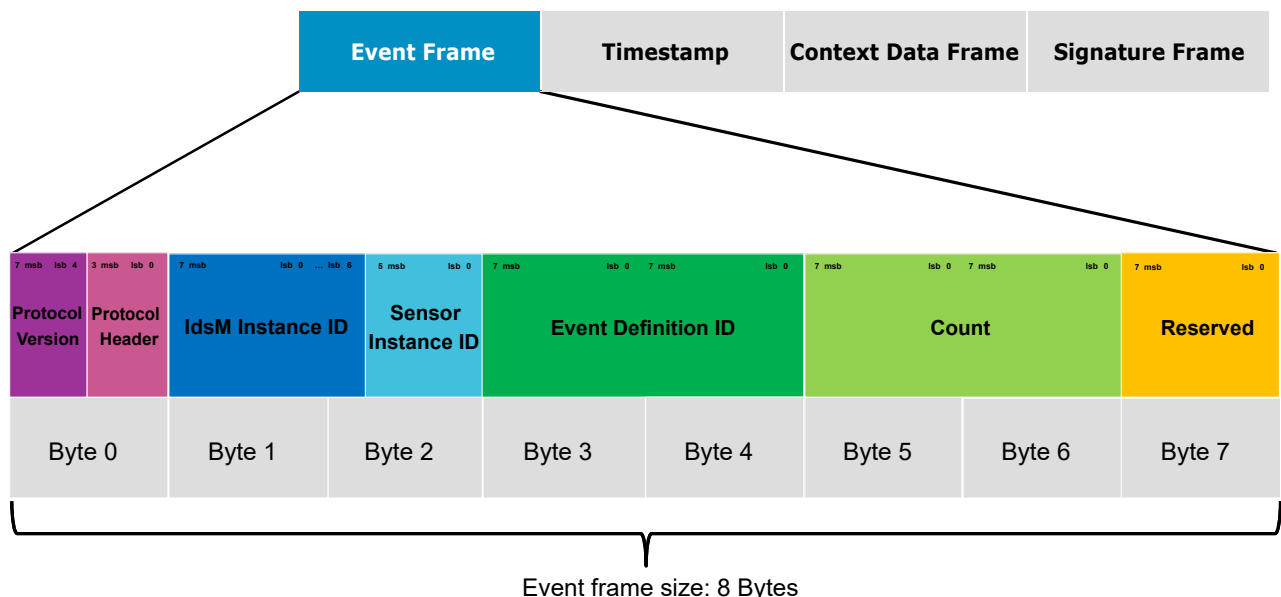 Event Frame Timestamp Context Data Frame Signature Frame
7 msb lsb 4 3 msb lsb 0 7 msb lsb 0 ... lsb 6 5 msb lsb 0 7 msb lsb 0 7 msb lsb 0 7 msb lsb 0 7 msb lsb 0 7 msb lsb 0
Protocol
Version
Protocol
Header
IdsM Instance ID
Sensor
Instance ID
Event Definition ID
Count
Reserved
Byte 0 Byte 1 Byte 2 Byte 3 Byte 4 Byte 5 Byte 6 Byte 7
Event frame size: 8 Bytes